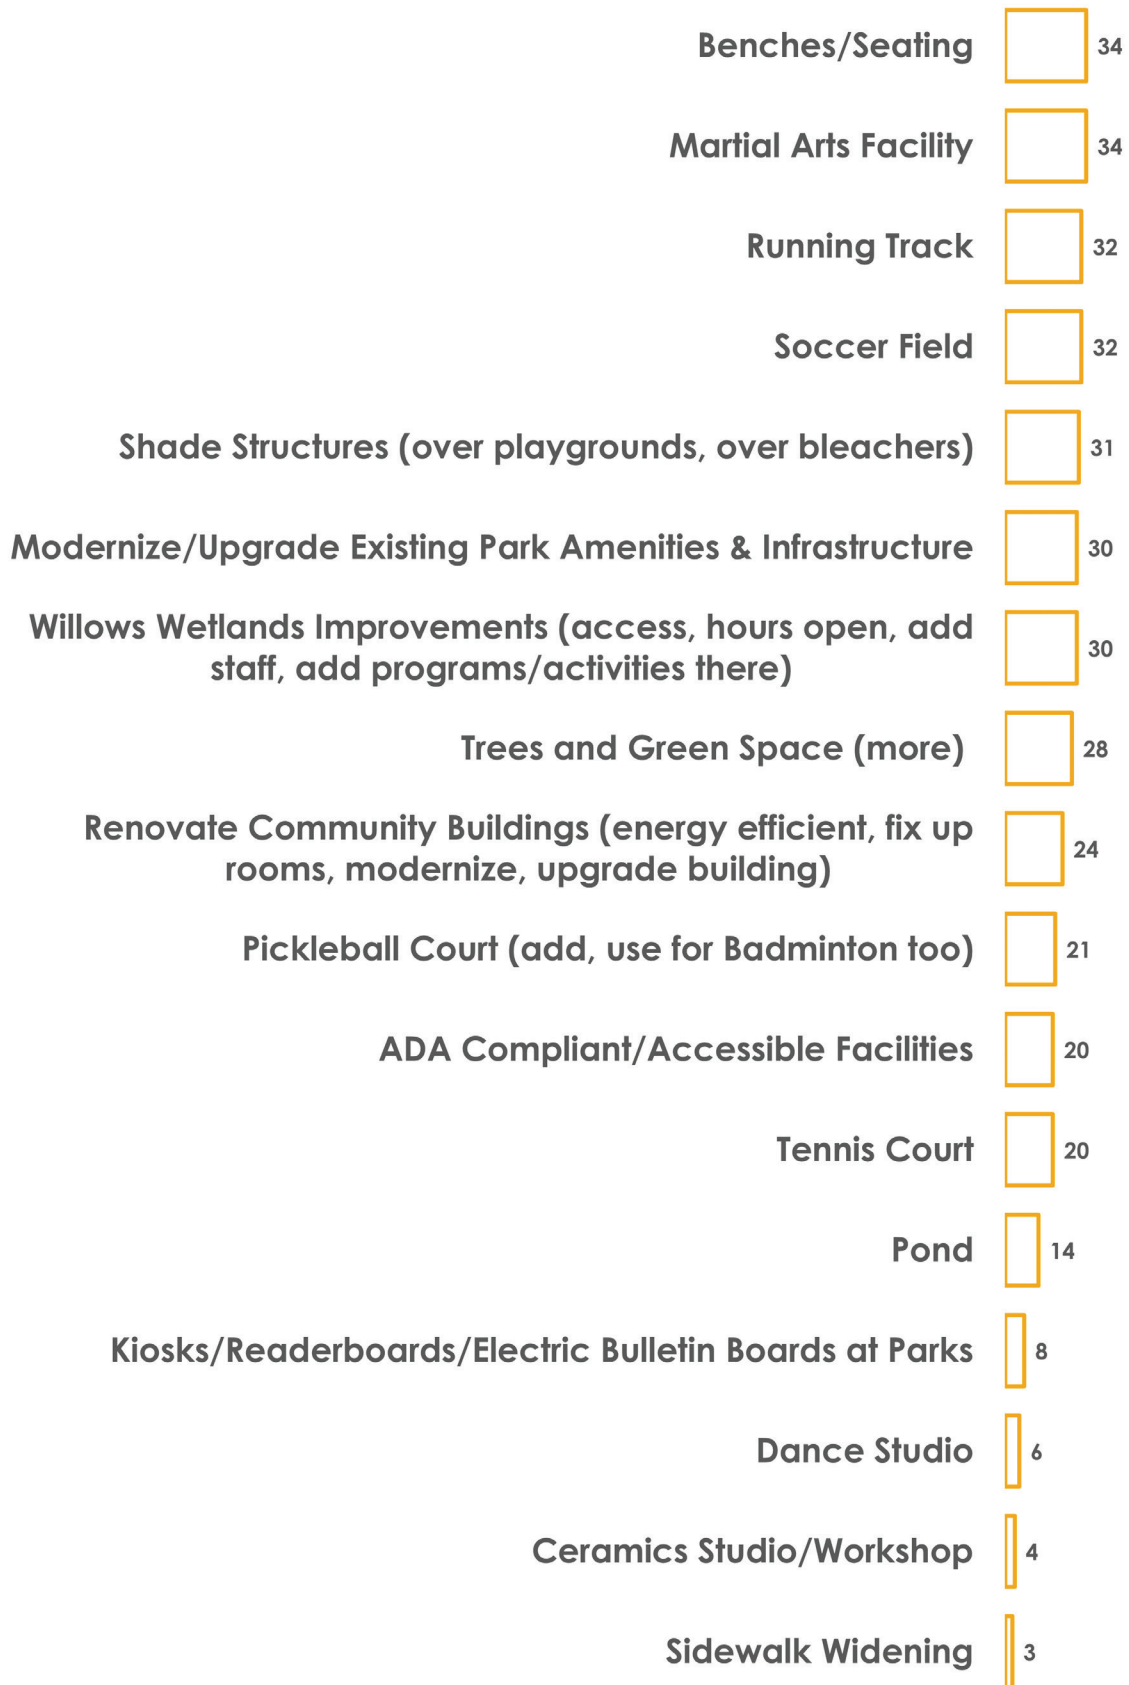 Benches/Seating 34
Martial Arts Facility 34
Running Track 32
Soccer Field 32
Shade Structures (over playgrounds, over bleachers) 31
Modernize/Upgrade Existing Park Amenities & Infrastructure 30
Willows Wetlands Improvements (access, hours open, add
staff, add programs/activities there) 30
Trees and Green Space (more) 28
Renovate Community Buildings (energy efficient, fix up
rooms, modernize, upgrade building) 24
Pickleball Court (add, use for Badminton too) 21
ADA Compliant/Accessible Facilities 20
Tennis Court 20
Pond 14
Kiosks/Readerboards/Electric Bulletin Boards at Parks 8
Dance Studio 6
Ceramics Studio/Workshop 4
Sidewalk Widening 3